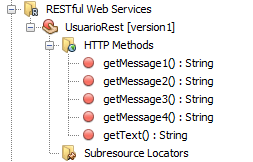 RESTful Web Services
UsuarioRest [version1]
HTTP Methods
getMessage1() : String
getMessage2() : String
getMessage3() : String
getMessage4() : String
getText() : String
Subresource Locators